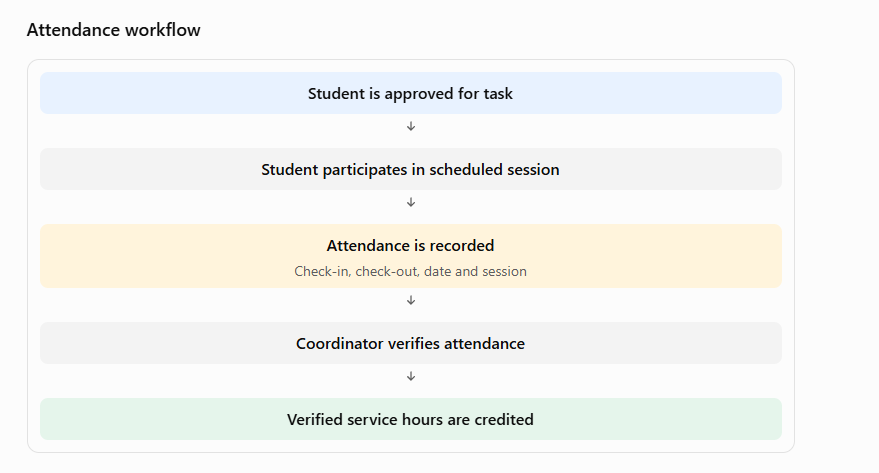 Attendance workflow
Student is approved for task
↓
Student participates in scheduled session
↓
Attendance is recorded
Check-in, check-out, date and session
↓
Coordinator verifies attendance
↓
Verified service hours are credited